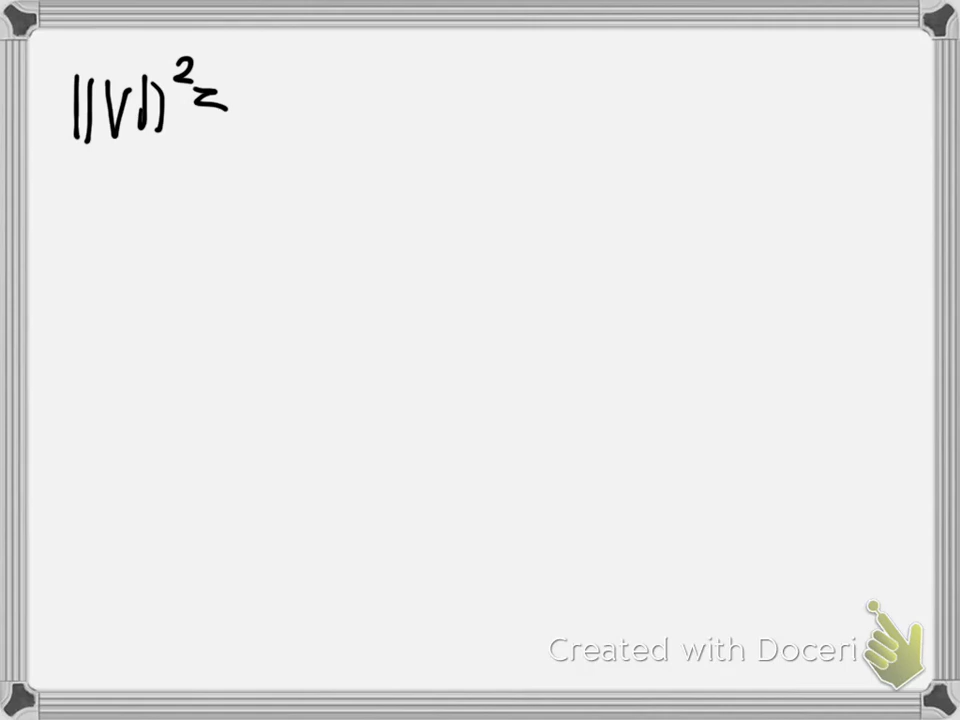 ||V||² =
Created with Doceri